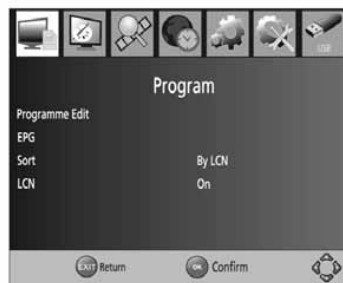 USB
Program
Programme Edit
EPG
Sort By LCN
LCN On
EXIT Return OK Confirm